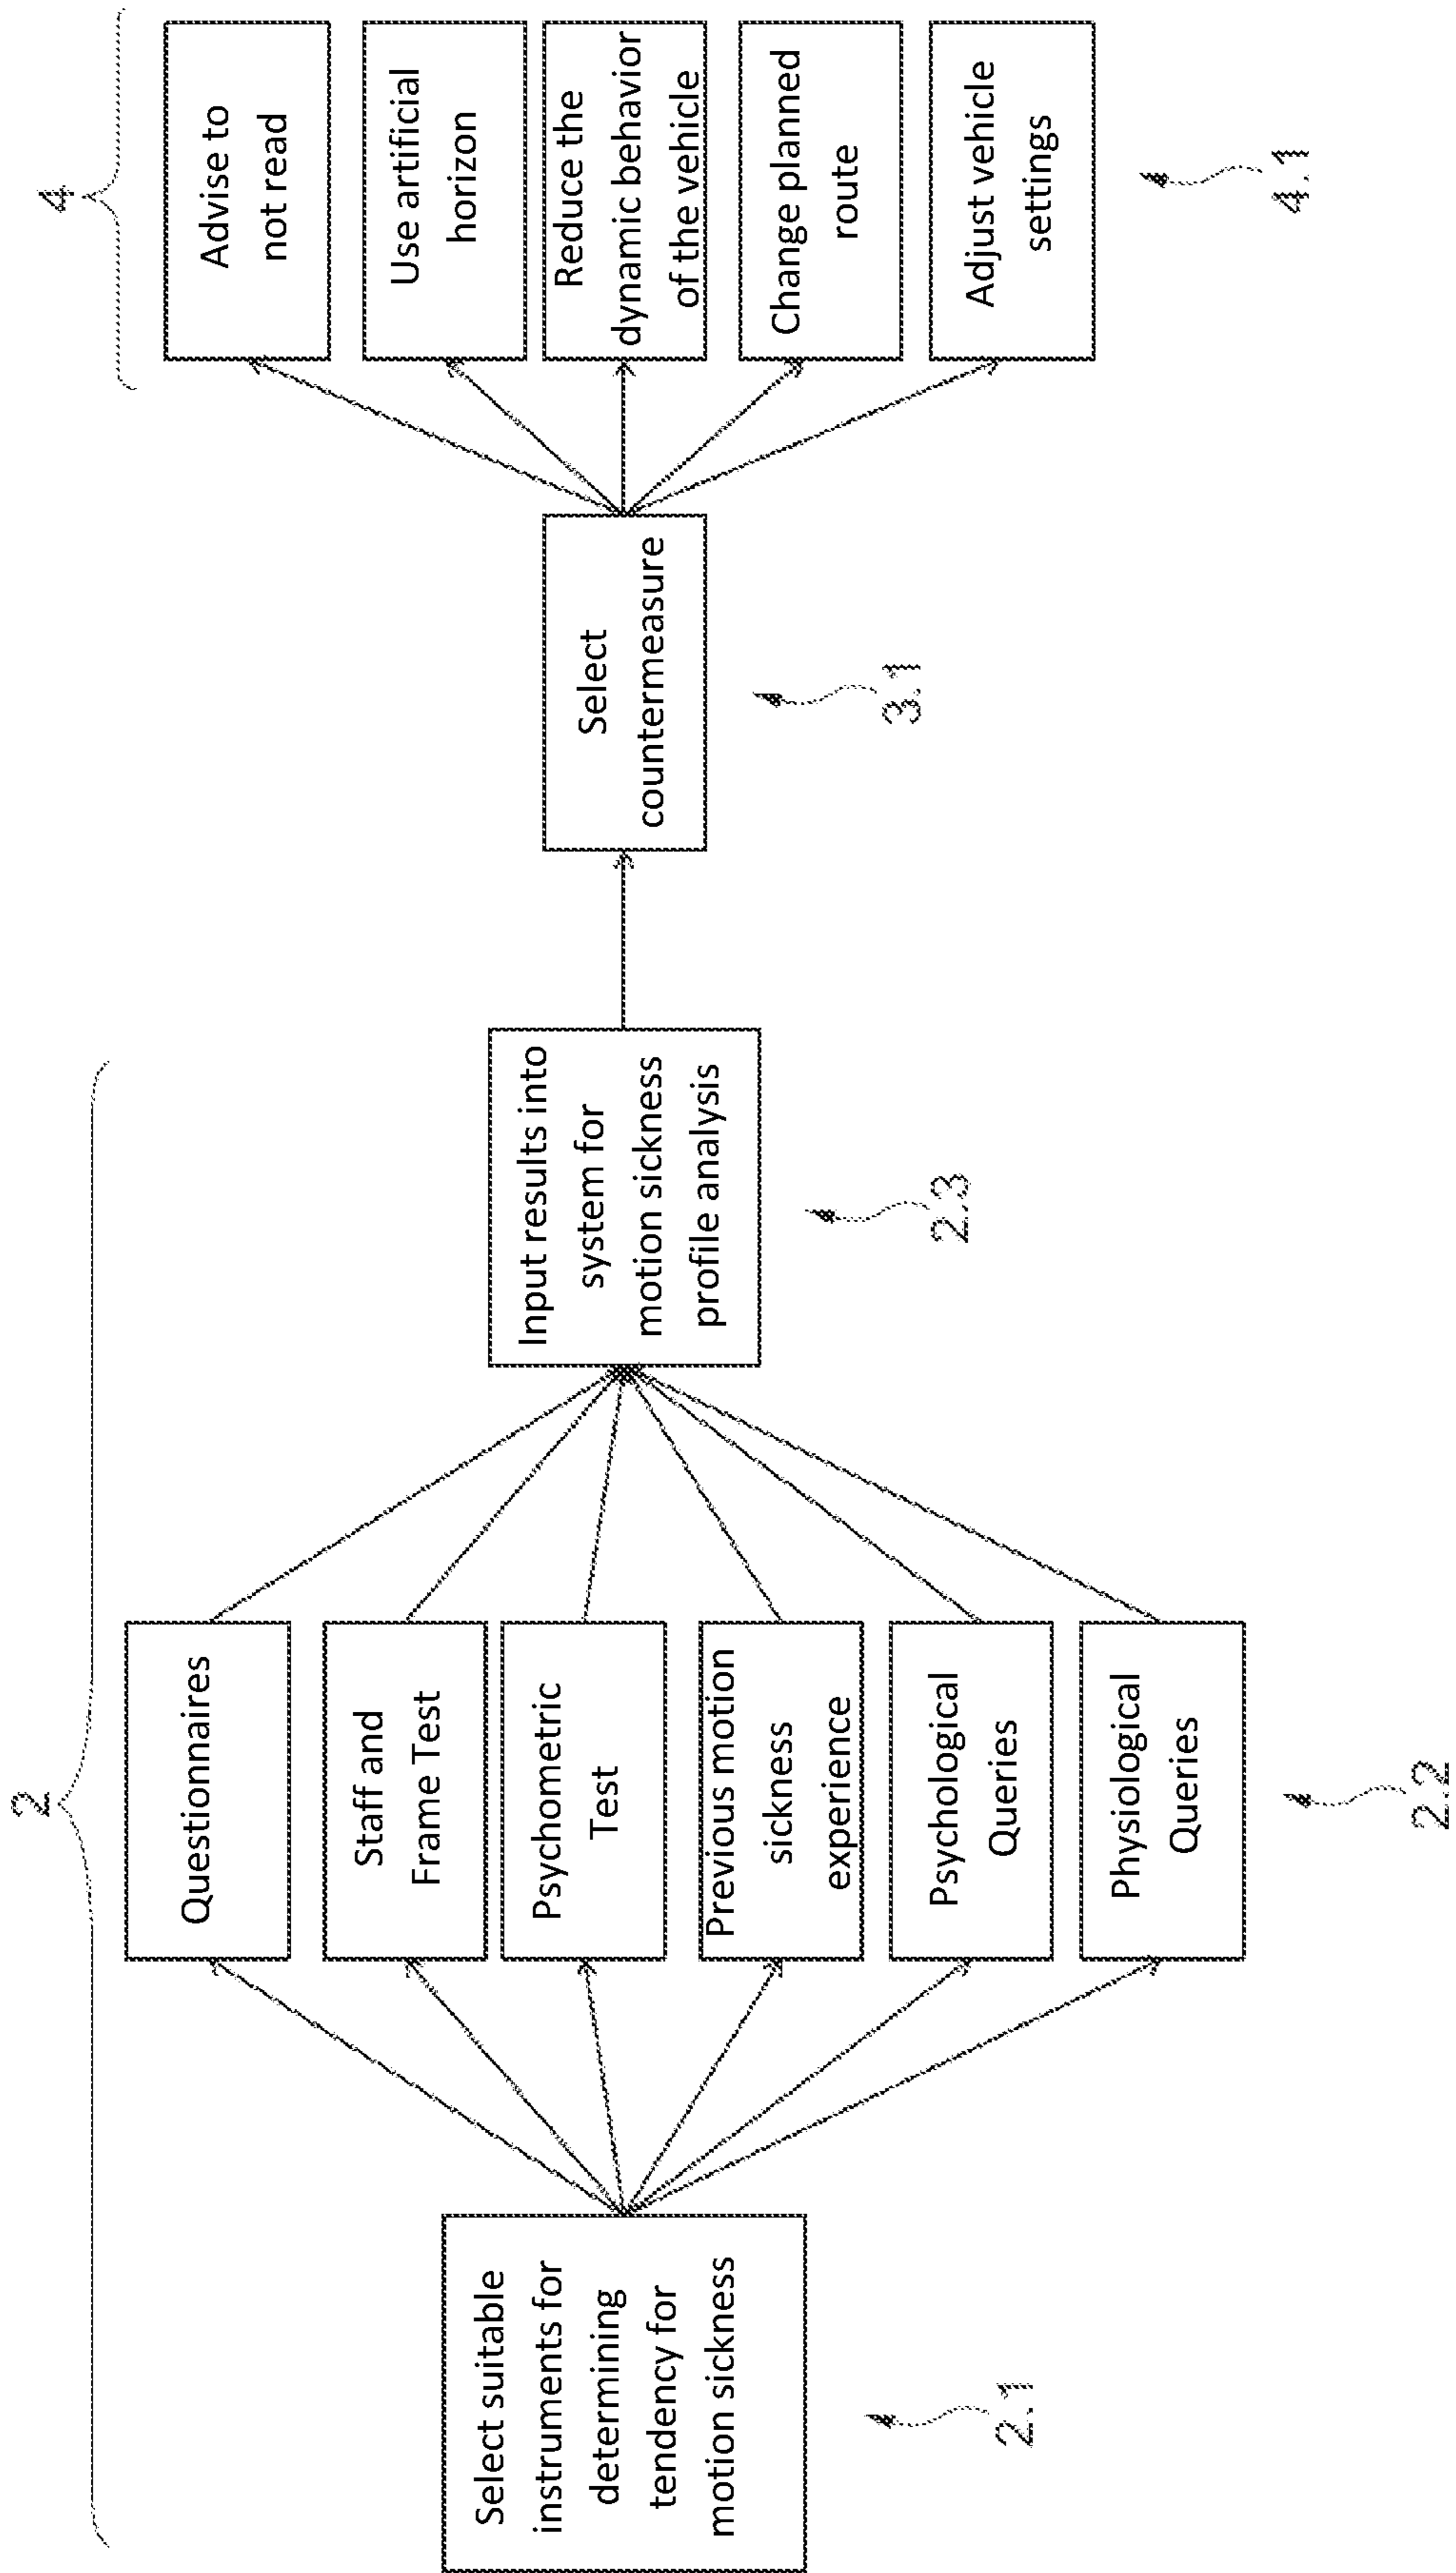 2
4
Select suitable
instruments for
determining
tendency for
motion sickness
2.1
Questionnaires
Staff and
Frame Test
Psychometric
Test
Previous motion
sickness
experience
Psychological
Queries
Physiological
Queries
2.2
Input results into
system for
motion sickness
profile analysis
2.3
Select
countermeasure
3.1
Advise to
not read
Use artificial
horizon
Reduce the
dynamic behavior
of the vehicle
Change planned
route
Adjust vehicle
settings
4.1